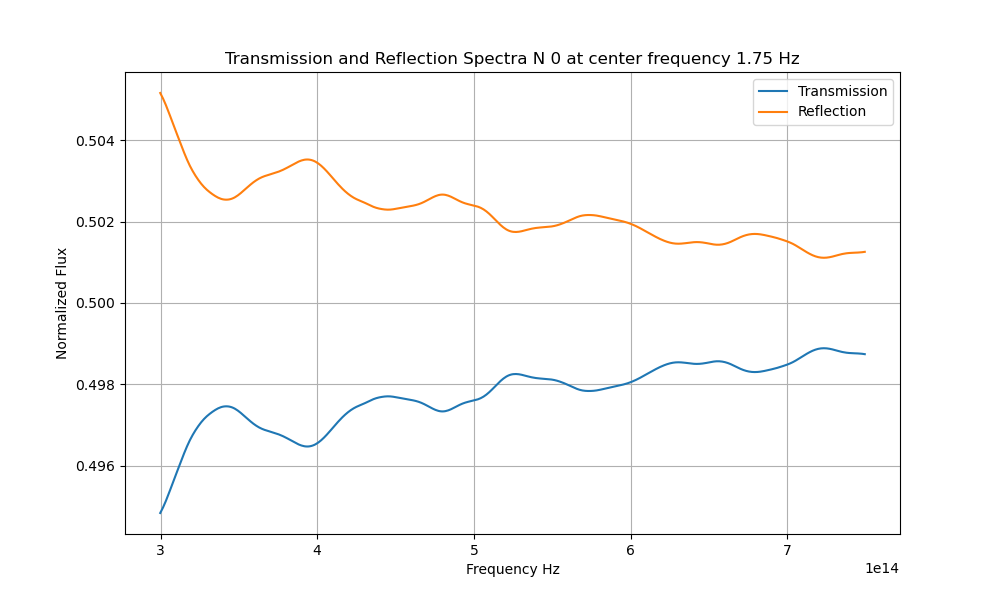 Transmission and Reflection Spectra N 0 at center frequency 1.75 Hz
Transmission
Reflection
Normalized Flux
0.504
0.502
0.500
0.498
0.496
3 4 5 6 7
Frequency Hz
1e14